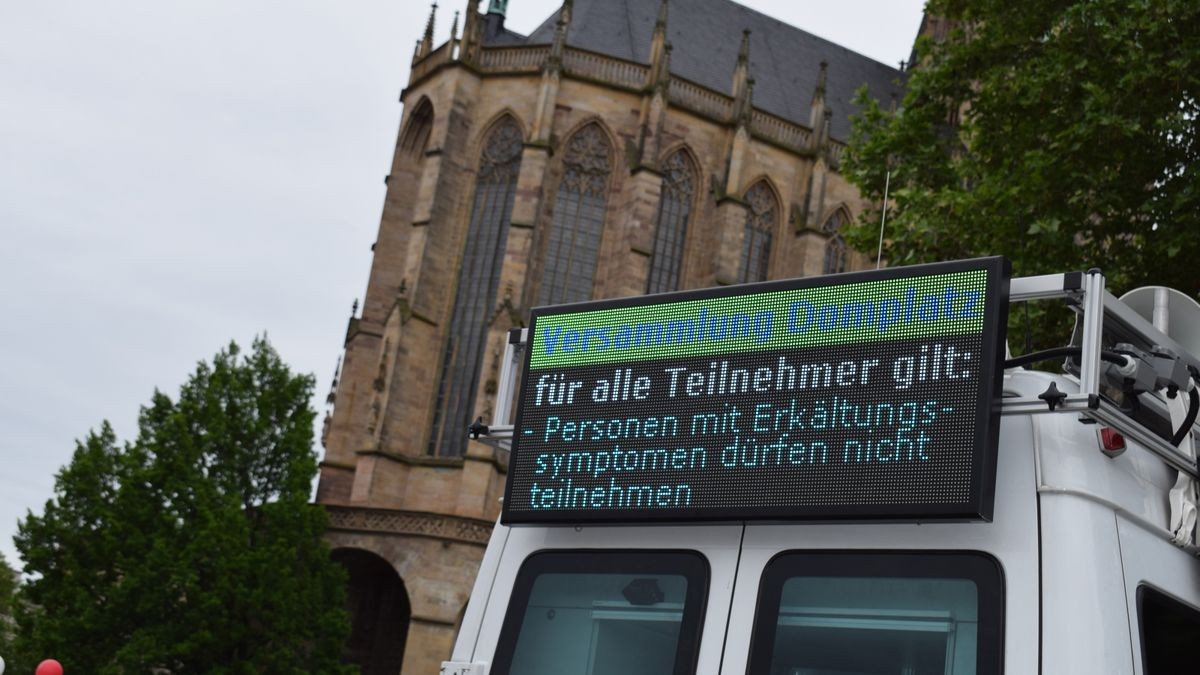 Versammlung Domplatz
für alle Teilnehmer gilt:
- Personen mit Erkältungs-
symptomen dürfen nicht
teilnehmen